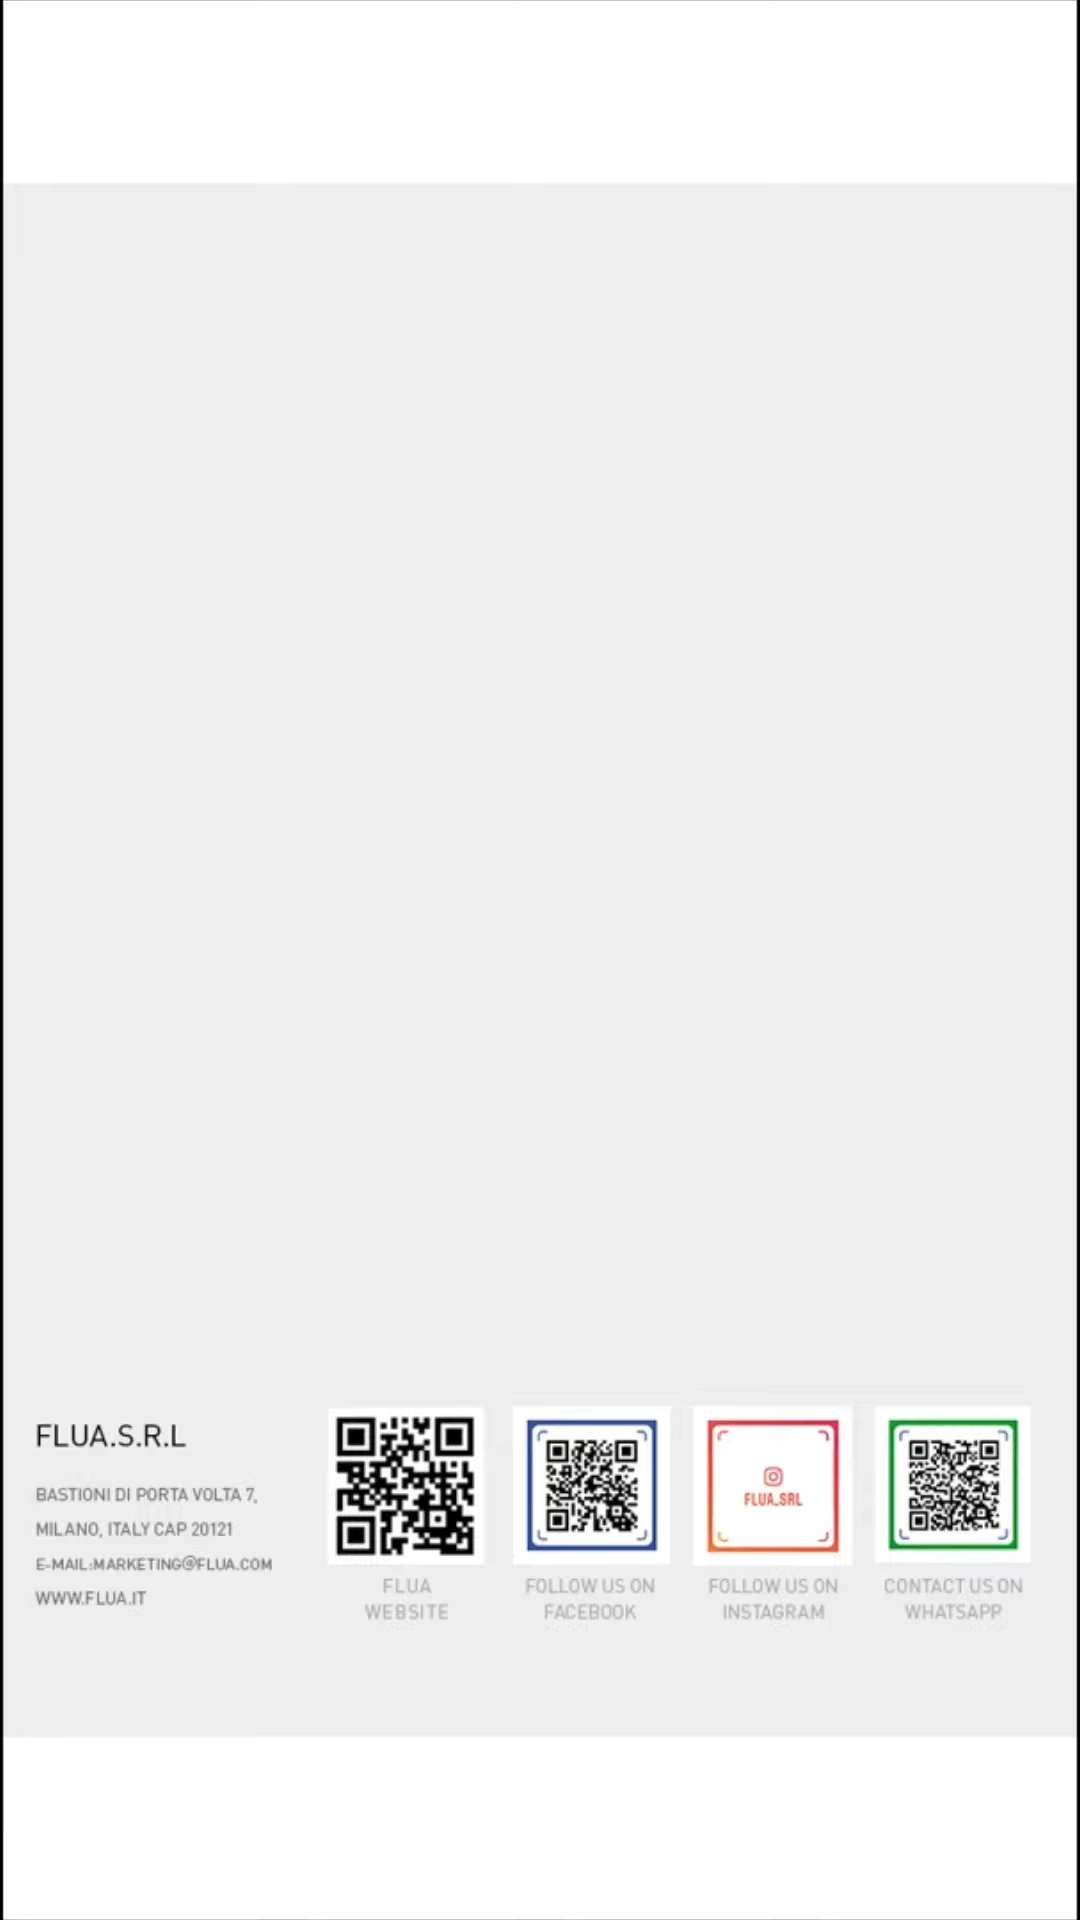 FLUA.S.R.L
BASTIONI DI PORTA VOLTA 7,
MILANO, ITALY CAP 20121
E-MAIL:MARKETING@FLUA.COM
WWW.FLUA.IT
FLUA
WEBSITE
FOLLOW US ON
FACEBOOK
FLUA_SRL
FOLLOW US ON
INSTAGRAM
CONTACT US ON
WHATSAPP